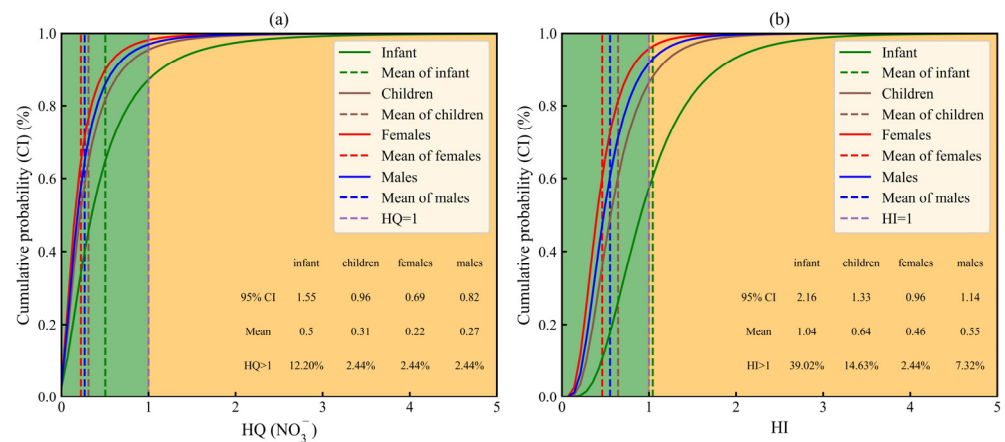 (a)
Cumulative probability (CI) (%)
1.0
0.8
0.6
0.4
0.2
0.0
Infant
Mean of infant
Children
Mean of children
Females
Mean of females
Males
Mean of males
HQ=1
infant children females males
95% CI 1.55 0.96 0.69 0.82
Mean 0.5 0.31 0.22 0.27
HQ>1 12.20% 2.44% 2.44% 2.44%
0 1 2 3 4 5
HQ (NO₃⁻)
(b)
Cumulative probability (CI) (%)
1.0
0.8
0.6
0.4
0.2
0.0
Infant
Mean of infant
Children
Mean of children
Females
Mean of females
Males
Mean of males
HI=1
infant children females males
95% CI 2.16 1.33 0.96 1.14
Mean 1.04 0.64 0.46 0.55
HI>1 39.02% 14.63% 2.44% 7.32%
0 1 2 3 4 5
HI